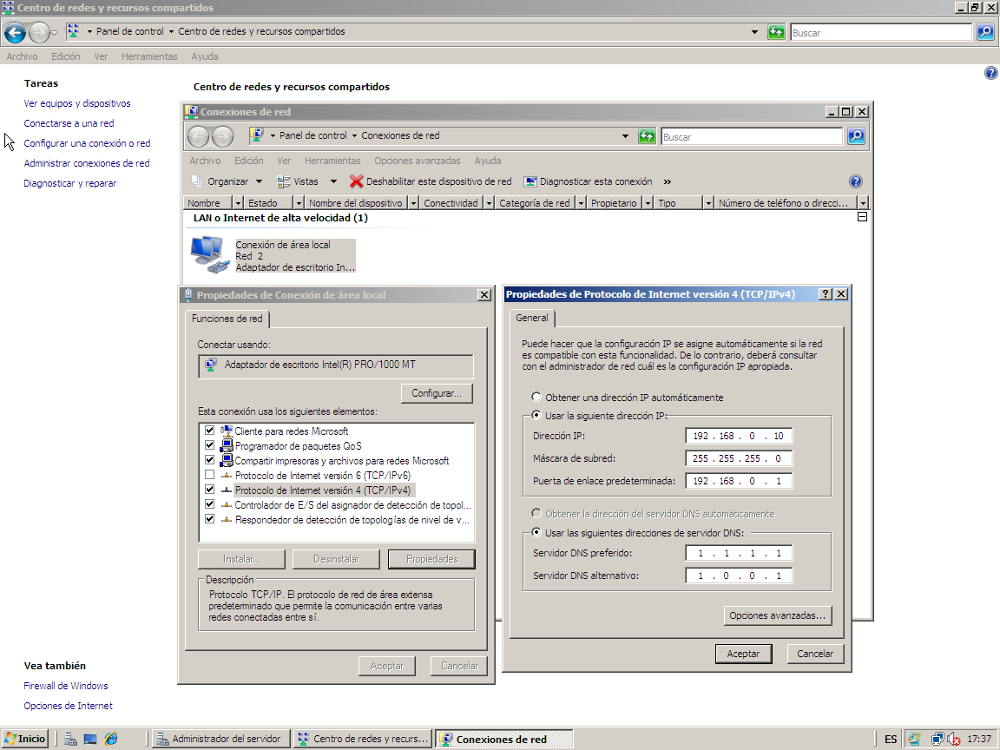 Centro de redes y recursos compartidos
Panel de control Centro de redes y recursos compartidos
Buscar
Archivo Edición Ver Herramientas Ayuda
Tareas
Ver equipos y dispositivos
Conectarse a una red
Configurar una conexión o red
Administrar conexiones de red
Diagnosticar y reparar
Centro de redes y recursos compartidos
Conexiones de red
Panel de control Conexiones de red
Buscar
Archivo Edición Ver Herramientas Opciones avanzadas Ayuda
Organizar Vistas Deshabilitar este dispositivo de red Diagnosticar esta conexión »
Nombre Estado Nombre del dispositivo Conectividad Categoría de red Propietario Tipo Número de teléfono o direcci...
LAN o Internet de alta velocidad (1)
Conexión de área local
Red 2
Adaptador de escritorio In...
Propiedades de Conexión de área local
Funciones de red
Conectar usando:
Adaptador de escritorio Intel(R) PRO/1000 MT
Configurar...
Esta conexión usa los siguientes elementos:
Cliente para redes Microsoft
Programador de paquetes QoS
Compartir impresoras y archivos para redes Microsoft
Protocolo de Internet versión 6 (TCP/IPv6)
Protocolo de Internet versión 4 (TCP/IPv4)
Controlador de E/S del asignador de detección de topol...
Respondedor de detección de topologías de nivel de v...
Instalar... Desinstalar Propiedades
Descripción
Protocolo TCP/IP. El protocolo de red de área extensa
predeterminado que permite la comunicación entre varias
redes conectadas entre sí.
Aceptar Cancelar
Propiedades de Protocolo de Internet versión 4 (TCP/IPv4)
General
Puede hacer que la configuración IP se asigne automáticamente si la red
es compatible con esta funcionalidad. De lo contrario, deberá consultar
con el administrador de red cuál es la configuración IP apropiada.
Obtener una dirección IP automáticamente
Usar la siguiente dirección IP:
Dirección IP: 192 . 168 . 0 . 10
Máscara de subred: 255 . 255 . 255 . 0
Puerta de enlace predeterminada: 192 . 168 . 0 . 1
Obtener la dirección del servidor DNS automáticamente
Usar las siguientes direcciones de servidor DNS:
Servidor DNS preferido: 1 . 1 . 1 . 1
Servidor DNS alternativo: 1 . 0 . 0 . 1
Opciones avanzadas...
Aceptar Cancelar
Vea también
Firewall de Windows
Opciones de Internet
Inicio Administrador del servidor Centro de redes y recurs... Conexiones de red ES 17:37